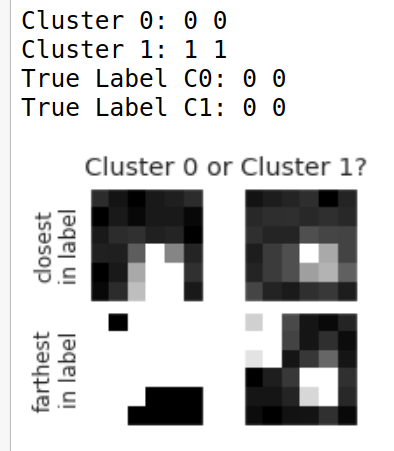 Cluster 0: 0 0
Cluster 1: 1 1
True Label C0: 0 0
True Label C1: 0 0
Cluster 0 or Cluster 1?
closest
in label
farthest
in label